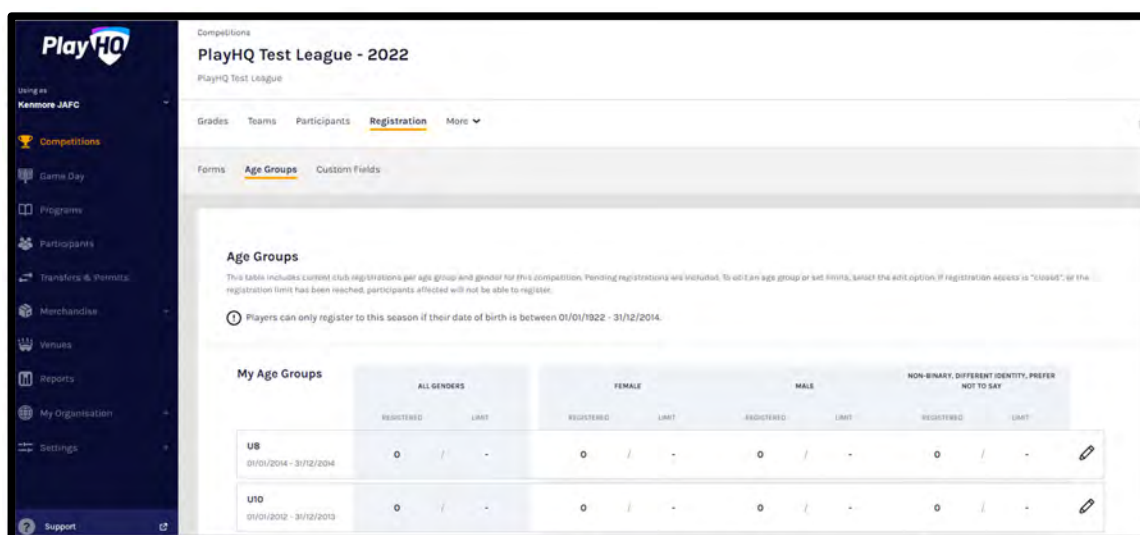 PlayHQ
Using as
Kenmore JAFC
Competitions
Game Day
Programs
Participants
Transfers & Permits
Merchandise
Venues
Reports
My Organisation
Settings
Support
Competitions
PlayHQ Test League - 2022
PlayHQ Test League
Grades Teams Participants Registration More
Forms Age Groups Custom Fields
Age Groups
This table includes current club registrations per age group and gender for this competition. Pending registrations are included. To edit an age group or set limits, select the edit option. If registration access is "closed", or the
registration limit has been reached, participants affected will not be able to register.
Players can only register to this season if their date of birth is between 01/01/1922 - 31/12/2014.
My Age Groups
ALL GENDERS FEMALE MALE NON-BINARY, DIFFERENT IDENTITY, PREFER
NOT TO SAY
REGISTERED LIMIT REGISTERED LIMIT REGISTERED LIMIT REGISTERED LIMIT
U8
0 / - 0 / - 0 / - 0 / -
01/01/2014 - 31/12/2014
U10
0 / - 0 / - 0 / - 0 / -
01/01/2012 - 31/12/2013